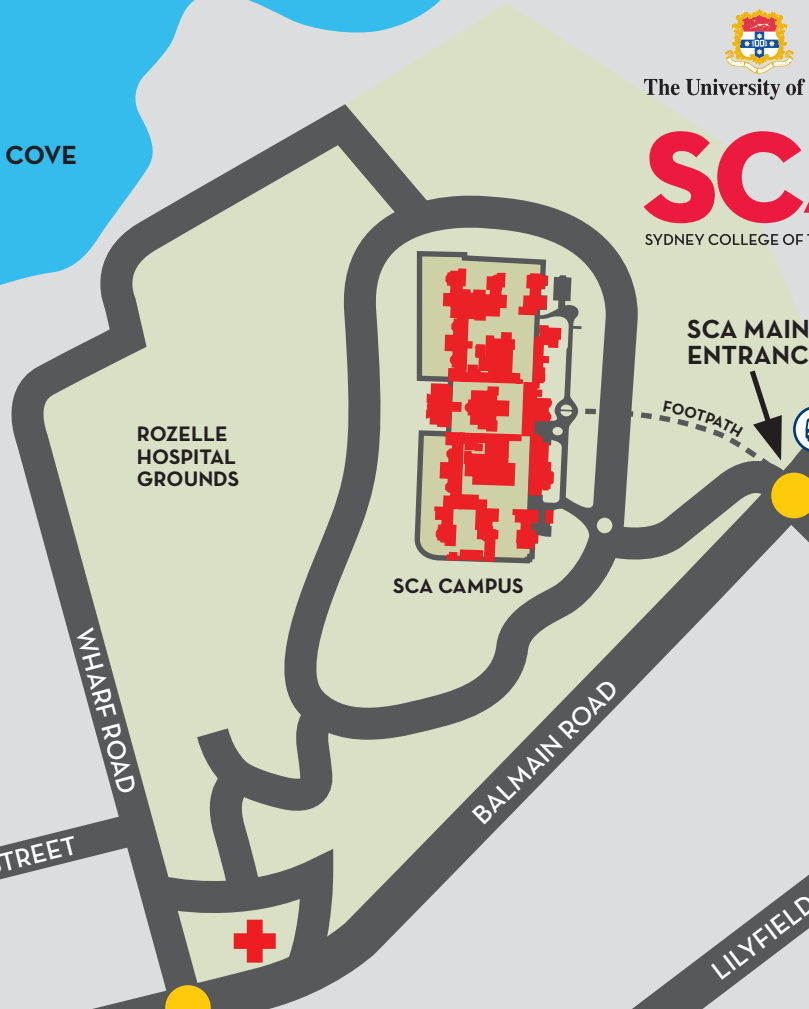 The University of
COVE
SC
SYDNEY COLLEGE OF T
SCA MAIN
ENTRANC
FOOTPATH
ROZELLE
HOSPITAL
GROUNDS
SCA CAMPUS
WHARF ROAD
BALMAIN ROAD
STREET
LILYFIELD